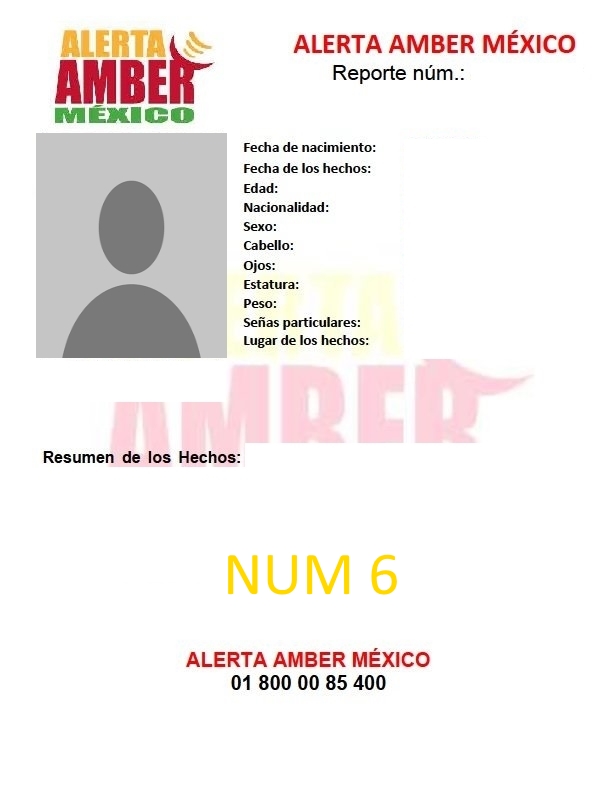 ALERTA
AMBER
MÉXICO
ALERTA AMBER MÉXICO
Reporte núm.:
Fecha de nacimiento:
Fecha de los hechos:
Edad:
Nacionalidad:
Sexo:
Cabello:
Ojos:
Estatura:
Peso:
Señas particulares:
Lugar de los hechos:
ERTA
AMBER
Resumen de los Hechos:
NUM 6
ALERTA AMBER MÉXICO
01 800 00 85 400